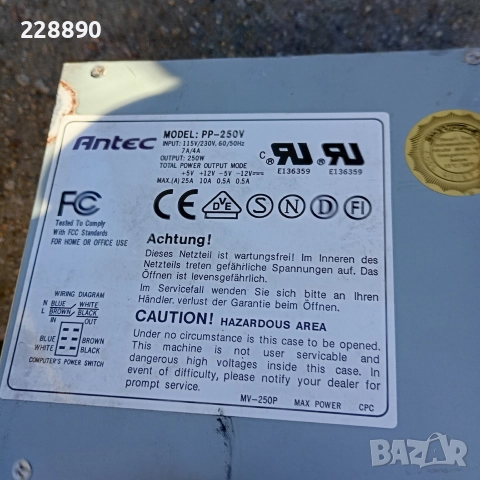 228890
Antec
MODEL: PP-250V
INPUT: 115V/230V, 60/50Hz
7A/4A
OUTPUT: 250W
TOTAL POWER OUTPUT MODE
+5V +12V -5V -12V
MAX.(A) 25A 10A 0.5A 0.5A
C UR UR
E136359 E136359
FC
Tested To Comply
With FCC Standards
FOR HOME OR OFFICE USE
CE DVE S N D FI
Achtung!
Dieses Netzteil ist wartungsfrei! Im Inneren des
Netzteils treten gefährliche Spannungen auf. Das
Öffnen ist levensgefährlich.
Im Servicefall wenden Sie sich bitte an Ihren
Händler. verlust der Garantie beim Öffnen.
WIRING DIAGRAM
N BLUE WHITE
L BROWN BLACK
IN OUT
BLUE BROWN
WHITE BLACK
COMPUTER'S POWER SWITCH
CAUTION! HAZARDOUS AREA
Under no circumstance is this case to be opened.
This machine is not user servicable and
dangerous high voltages inside this case. In
event of difficulty, please notify your dealer for
prompt service.
MV-250P MAX POWER CPC
BAZAR